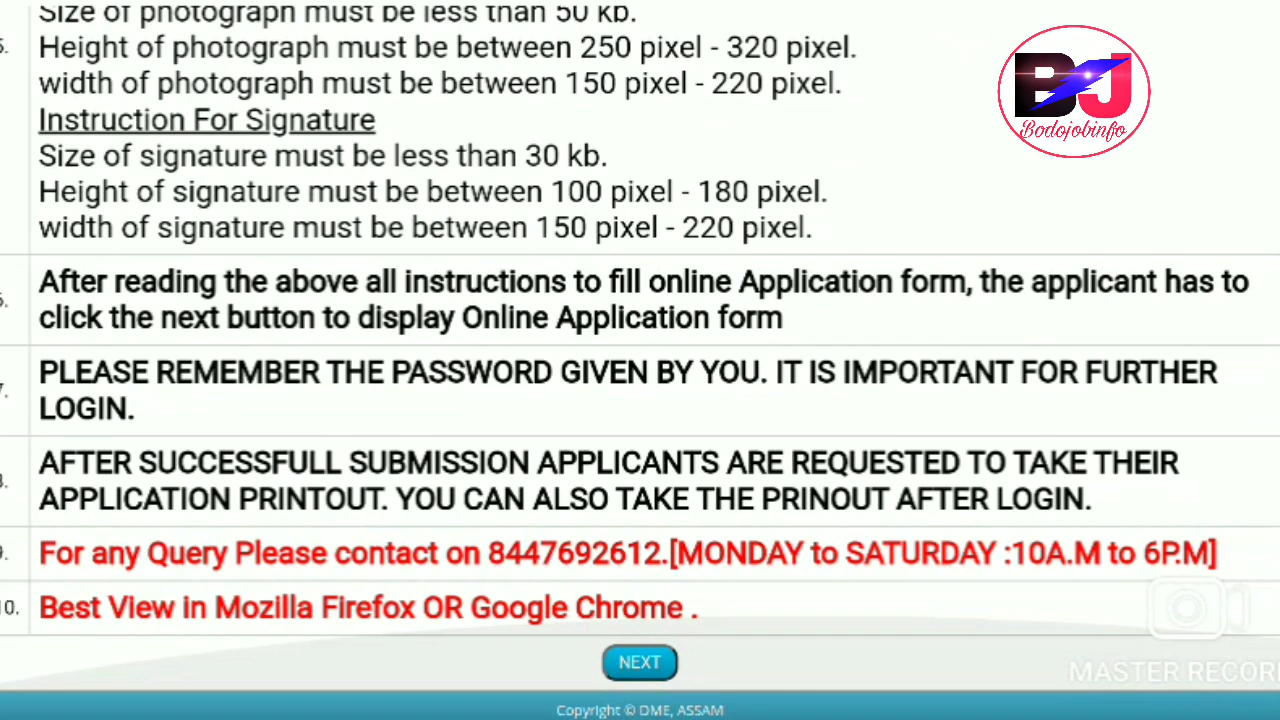 Size of photograph must be less than 50 kb.
5.
Height of photograph must be between 250 pixel - 320 pixel.
width of photograph must be between 150 pixel - 220 pixel.
Instruction For Signature
Size of signature must be less than 30 kb.
Height of signature must be between 100 pixel - 180 pixel.
width of signature must be between 150 pixel - 220 pixel.
6.
After reading the above all instructions to fill online Application form, the applicant has to
click the next button to display Online Application form
7.
PLEASE REMEMBER THE PASSWORD GIVEN BY YOU. IT IS IMPORTANT FOR FURTHER
LOGIN.
8.
AFTER SUCCESSFULL SUBMISSION APPLICANTS ARE REQUESTED TO TAKE THEIR
APPLICATION PRINTOUT. YOU CAN ALSO TAKE THE PRINOUT AFTER LOGIN.
9.
For any Query Please contact on 8447692612.[MONDAY to SATURDAY :10A.M to 6P.M]
10. Best View in Mozilla Firefox OR Google Chrome .
NEXT
Copyright © DME, ASSAM
BJ
Bodojobinfo
MASTER RECOR